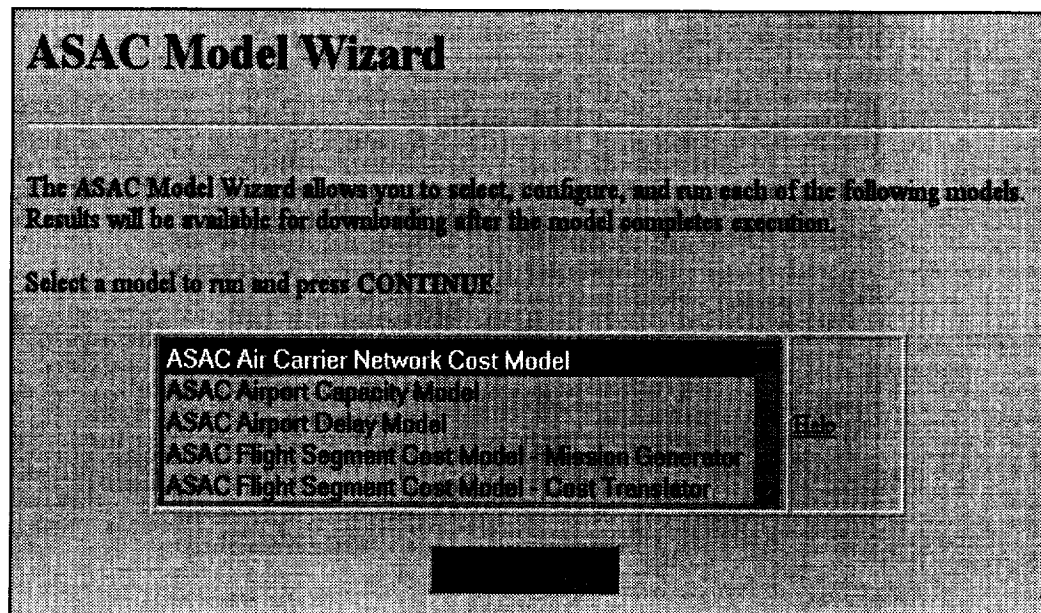 ASAC Model Wizard
The ASAC Model Wizard allows you to select, configure, and run each of the following models.
Results will be available for downloading after the model completes execution.
Select a model to run and press CONTINUE.
ASAC Air Carrier Network Cost Model
ASAC Airport Capacity Model
ASAC Airport Delay Model
Help
ASAC Flight Segment Cost Model - Mission Generator
ASAC Flight Segment Cost Model - Cost Translator